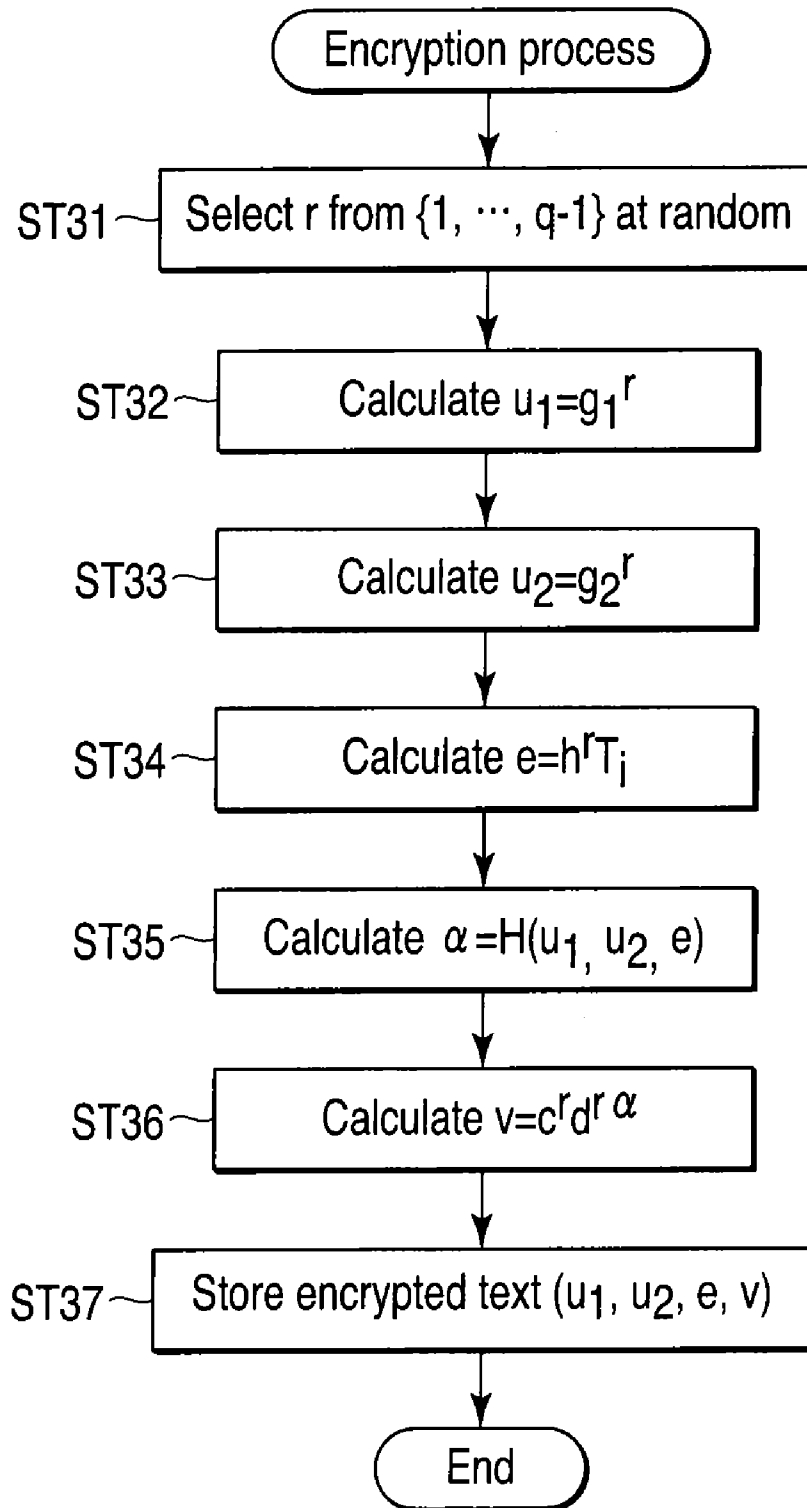 Encryption process
ST31
Select r from {1, ⋯, q-1} at random
ST32
Calculate u₁=g₁ʳ
ST33
Calculate u₂=g₂ʳ
ST34
Calculate e=hʳTᵢ
ST35
Calculate α=H(u₁, u₂, e)
ST36
Calculate v=cʳdʳᵅ
ST37
Store encrypted text (u₁, u₂, e, v)
End